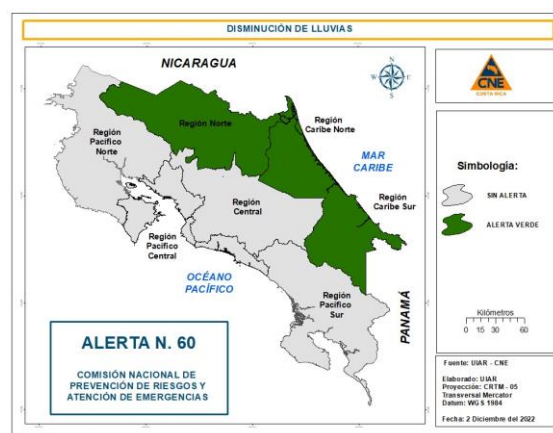 DISMINUCIÓN DE LLUVIAS
NICARAGUA
N
W
E
S
CNE
COSTA RICA
Región Norte
Región
Caribe Norte
Región
Pacífico
Norte
MAR
CARIBE
Región
Central
Región
Caribe Sur
Región
Pacífico
Central
OCÉANO
PACÍFICO
Región
Pacífico
Sur
PANAMÁ
Simbología:
SIN ALERTA
ALERTA VERDE
Kilómetros
0 15 30 60
ALERTA N. 60
COMISIÓN NACIONAL DE
PREVENCIÓN DE RIESGOS Y
ATENCIÓN DE EMERGENCIAS
Fuente: UIAR - CNE
Elaborado: UIAR
Proyección: CRTM - 05
Transversal Mercator
Datum: WGS 1984
Fecha: 2 Diciembre del 2022